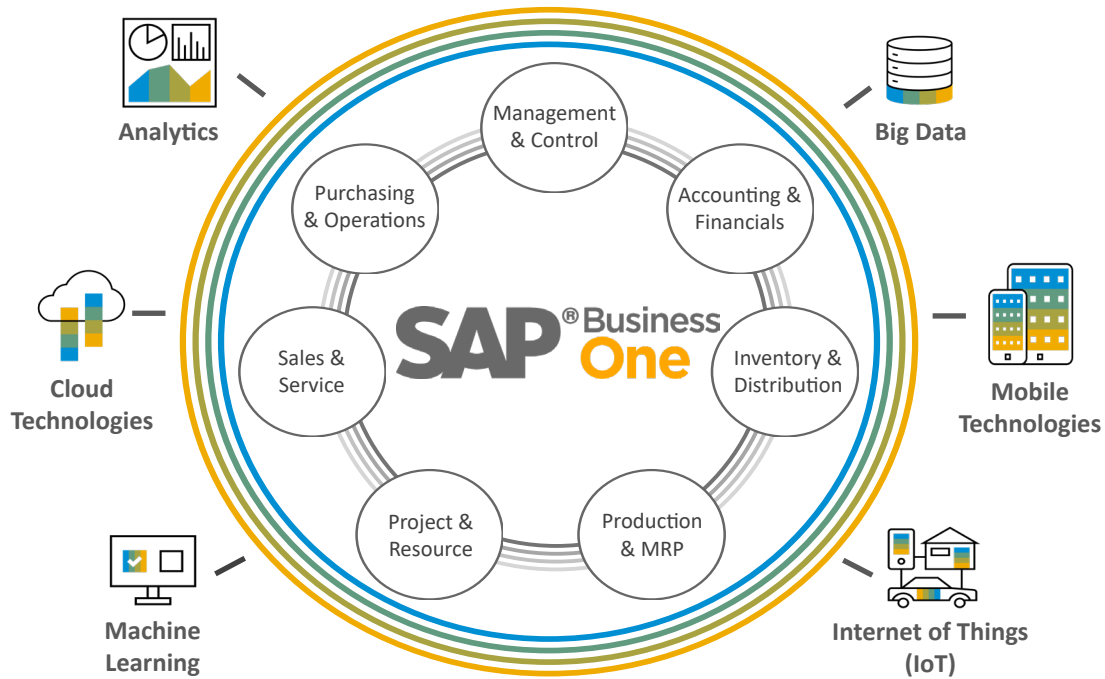 Analytics
Big Data
Management
& Control
Purchasing
& Operations
Accounting &
Financials
SAP® Business
One
Sales &
Service
Inventory &
Distribution
Cloud
Technologies
Mobile
Technologies
Project &
Resource
Production
& MRP
Machine
Learning
Internet of Things
(IoT)